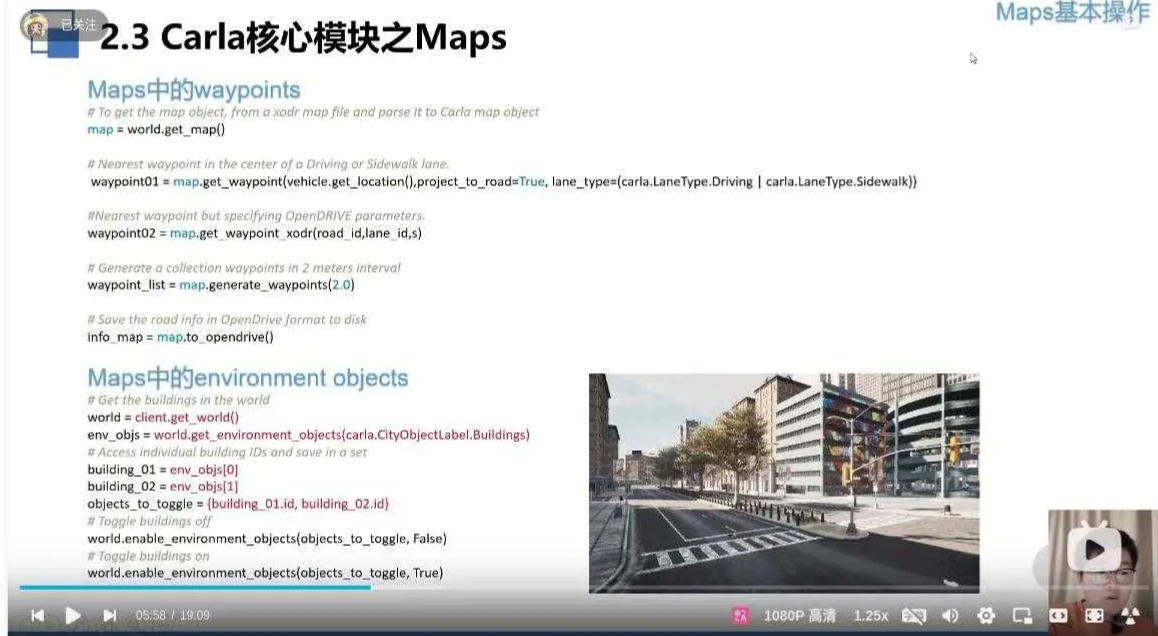 已关注
Maps基本操作
2.3 Carla核心模块之Maps
Maps中的waypoints
# To get the map object, from a xodr map file and parse it to Carla map object
map = world.get_map()
# Nearest waypoint in the center of a Driving or Sidewalk lane.
waypoint01 = map.get_waypoint(vehicle.get_location(),project_to_road=True, lane_type=(carla.LaneType.Driving | carla.LaneType.Sidewalk))
#Nearest waypoint but specifying OpenDRIVE parameters.
waypoint02 = map.get_waypoint_xodr(road_id,lane_id,s)
# Generate a collection waypoints in 2 meters interval
waypoint_list = map.generate_waypoints(2.0)
# Save the road info in OpenDrive format to disk
info_map = map.to_opendrive()
Maps中的environment objects
# Get the buildings in the world
world = client.get_world()
env_objs = world.get_environment_objects(carla.CityObjectLabel.Buildings)
# Access individual building IDs and save in a set
building_01 = env_objs[0]
building_02 = env_objs[1]
objects_to_toggle = {building_01.id, building_02.id}
# Toggle buildings off
world.enable_environment_objects(objects_to_toggle, False)
# Toggle buildings on
world.enable_environment_objects(objects_to_toggle, True)
05:58 / 19:09
1080P 高清
1.25x